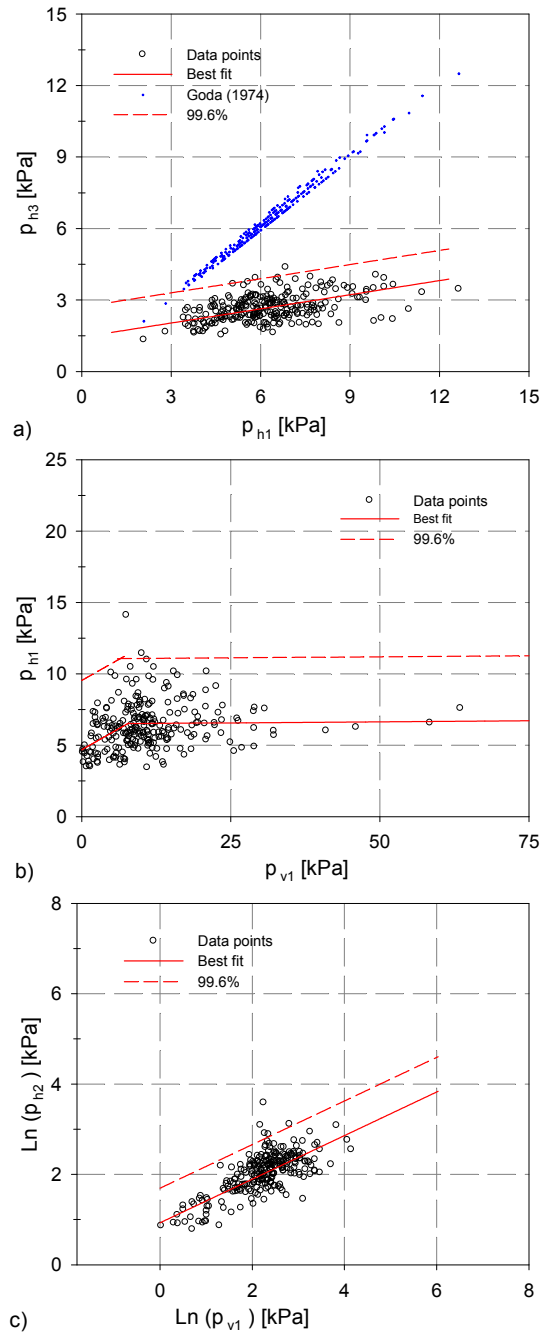 15
12
9
6
3
0
p h3 [kPa]
Data points
Best fit
Goda (1974)
99.6%
0 3 6 9 12 15
p h1 [kPa]
a)
25
20
15
10
5
0
p h1 [kPa]
Data points
Best fit
99.6%
0 25 50 75
p v1 [kPa]
b)
8
6
4
2
0
Ln (p h2 ) [kPa]
Data points
Best fit
99.6%
0 2 4 6 8
Ln (p v1 ) [kPa]
c)